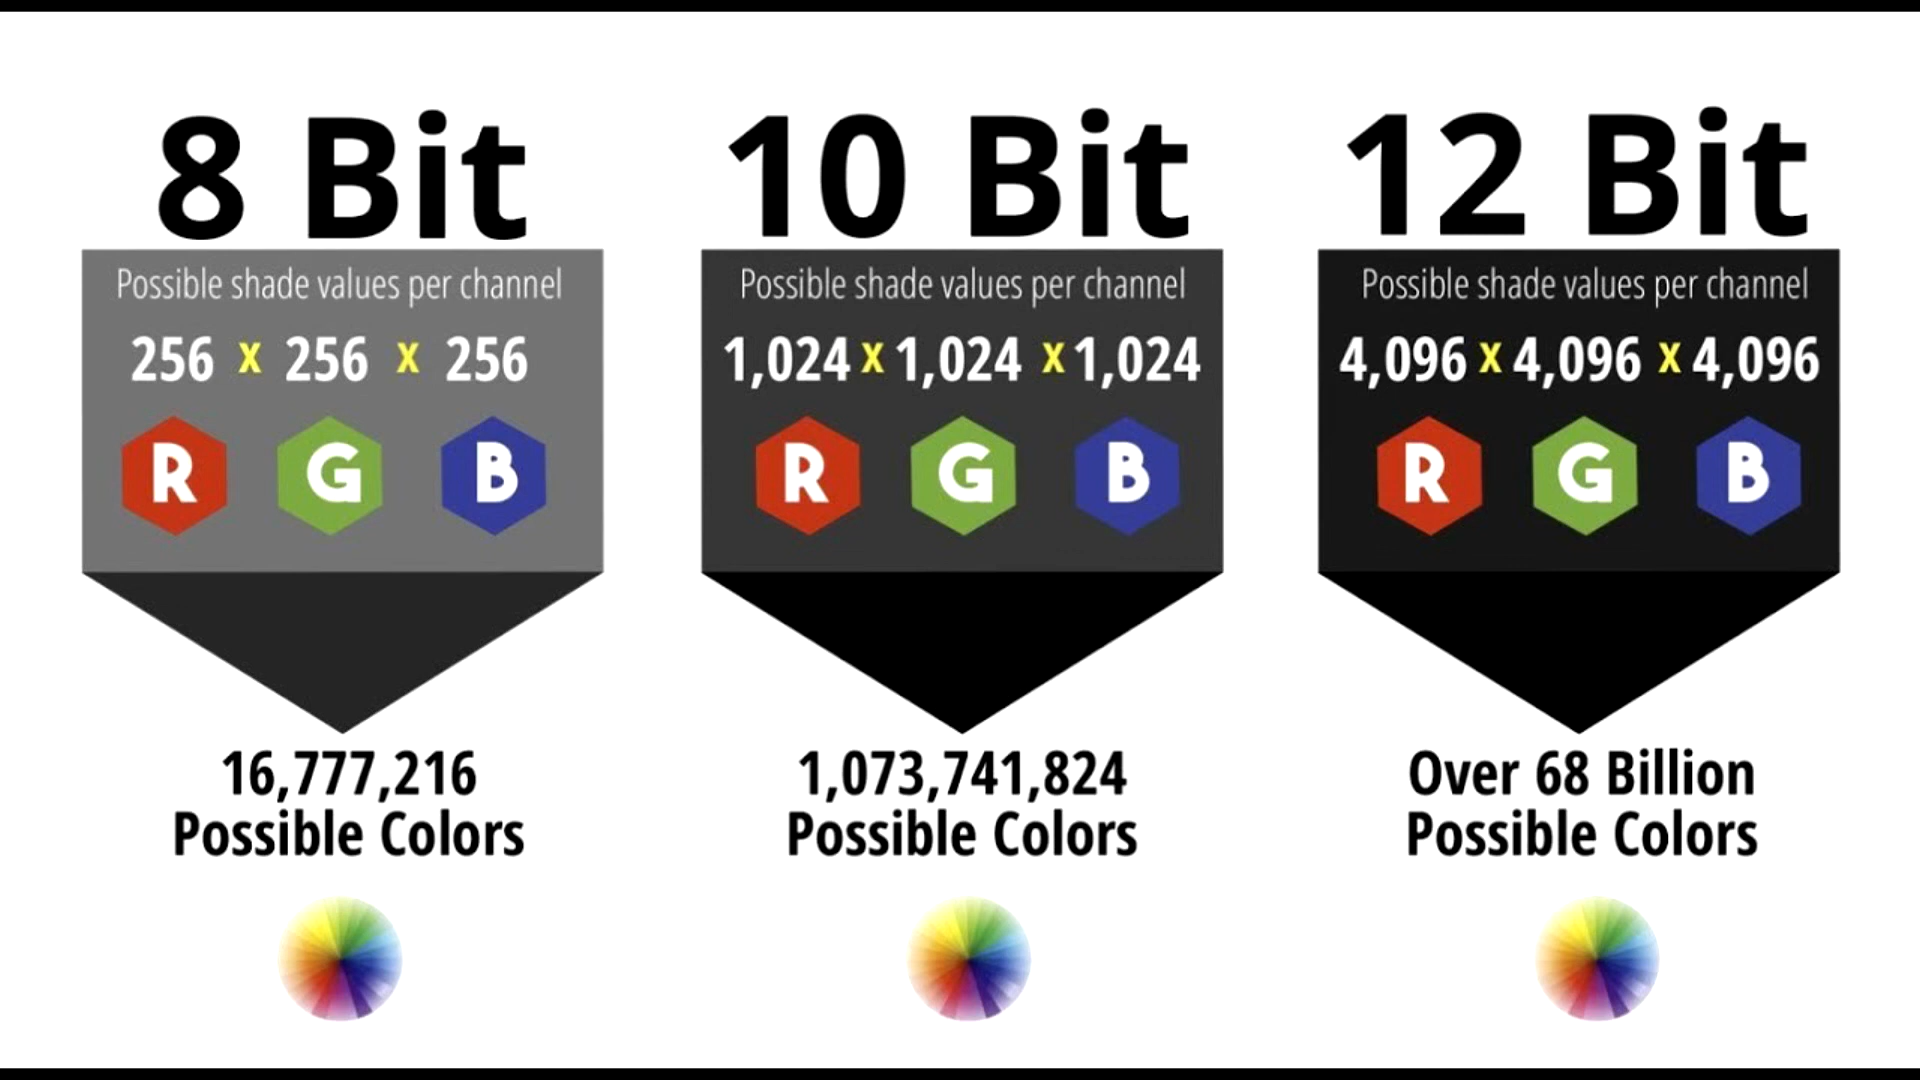 8 Bit
Possible shade values per channel
256 x 256 x 256
R G B
16,777,216
Possible Colors
10 Bit
Possible shade values per channel
1,024 x 1,024 x 1,024
R G B
1,073,741,824
Possible Colors
12 Bit
Possible shade values per channel
4,096 x 4,096 x 4,096
R G B
Over 68 Billion
Possible Colors